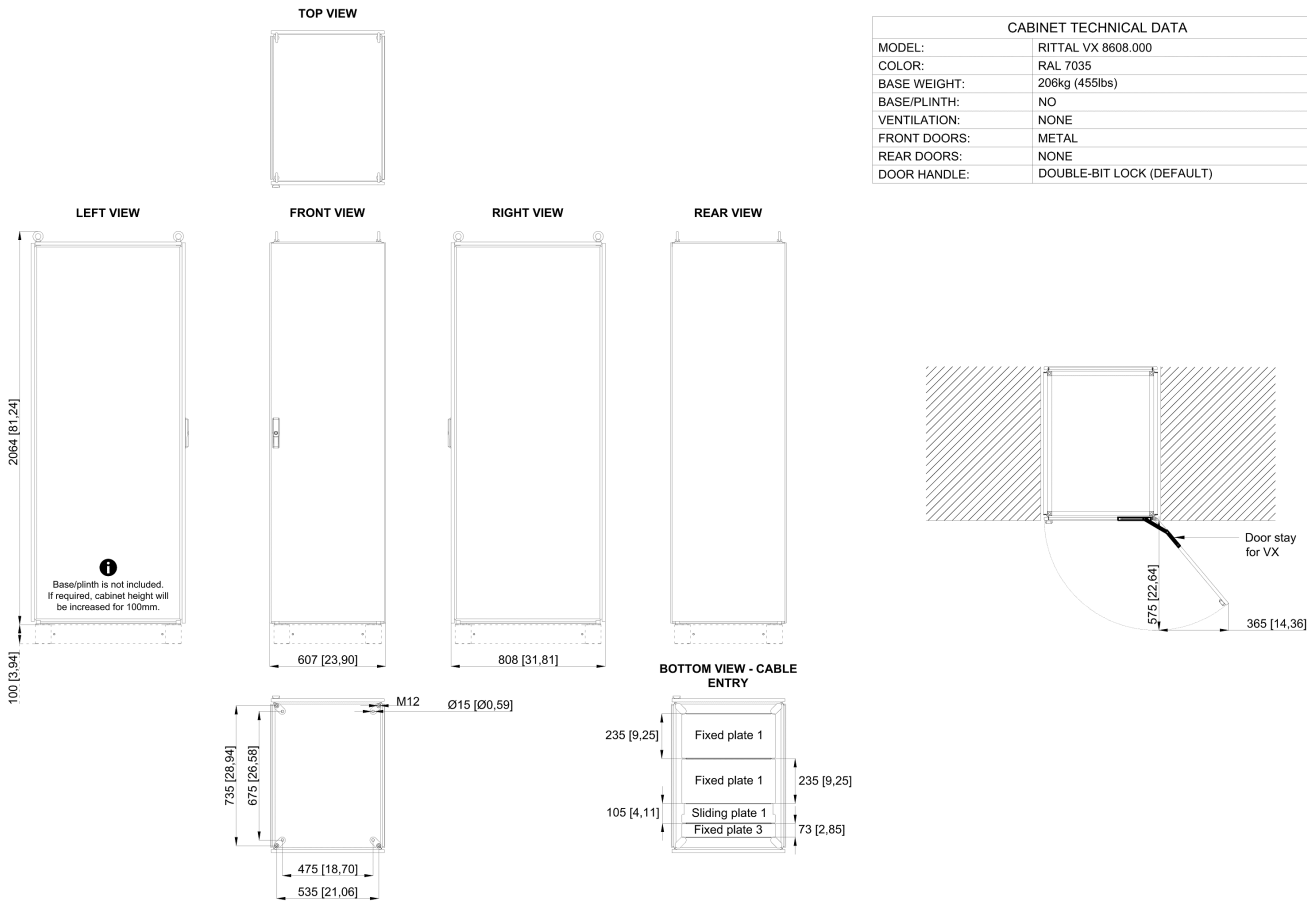 TOP VIEW
CABINET TECHNICAL DATA
MODEL: RITTAL VX 8608.000
COLOR: RAL 7035
BASE WEIGHT: 206kg (455lbs)
BASE/PLINTH: NO
VENTILATION: NONE
FRONT DOORS: METAL
REAR DOORS: NONE
DOOR HANDLE: DOUBLE-BIT LOCK (DEFAULT)
LEFT VIEW
FRONT VIEW
RIGHT VIEW
REAR VIEW
2064 [81,24]
i
Base/plinth is not included.
If required, cabinet height will
be increased for 100mm.
100 [3,94]
607 [23,90]
808 [31,81]
Door stay
for VX
575 [22,64]
365 [14,36]
M12
Ø15 [Ø0,59]
735 [28,94]
675 [26,58]
475 [18,70]
535 [21,06]
BOTTOM VIEW - CABLE
ENTRY
235 [9,25]
Fixed plate 1
Fixed plate 1
235 [9,25]
105 [4,11]
Sliding plate 1
Fixed plate 3
73 [2,85]